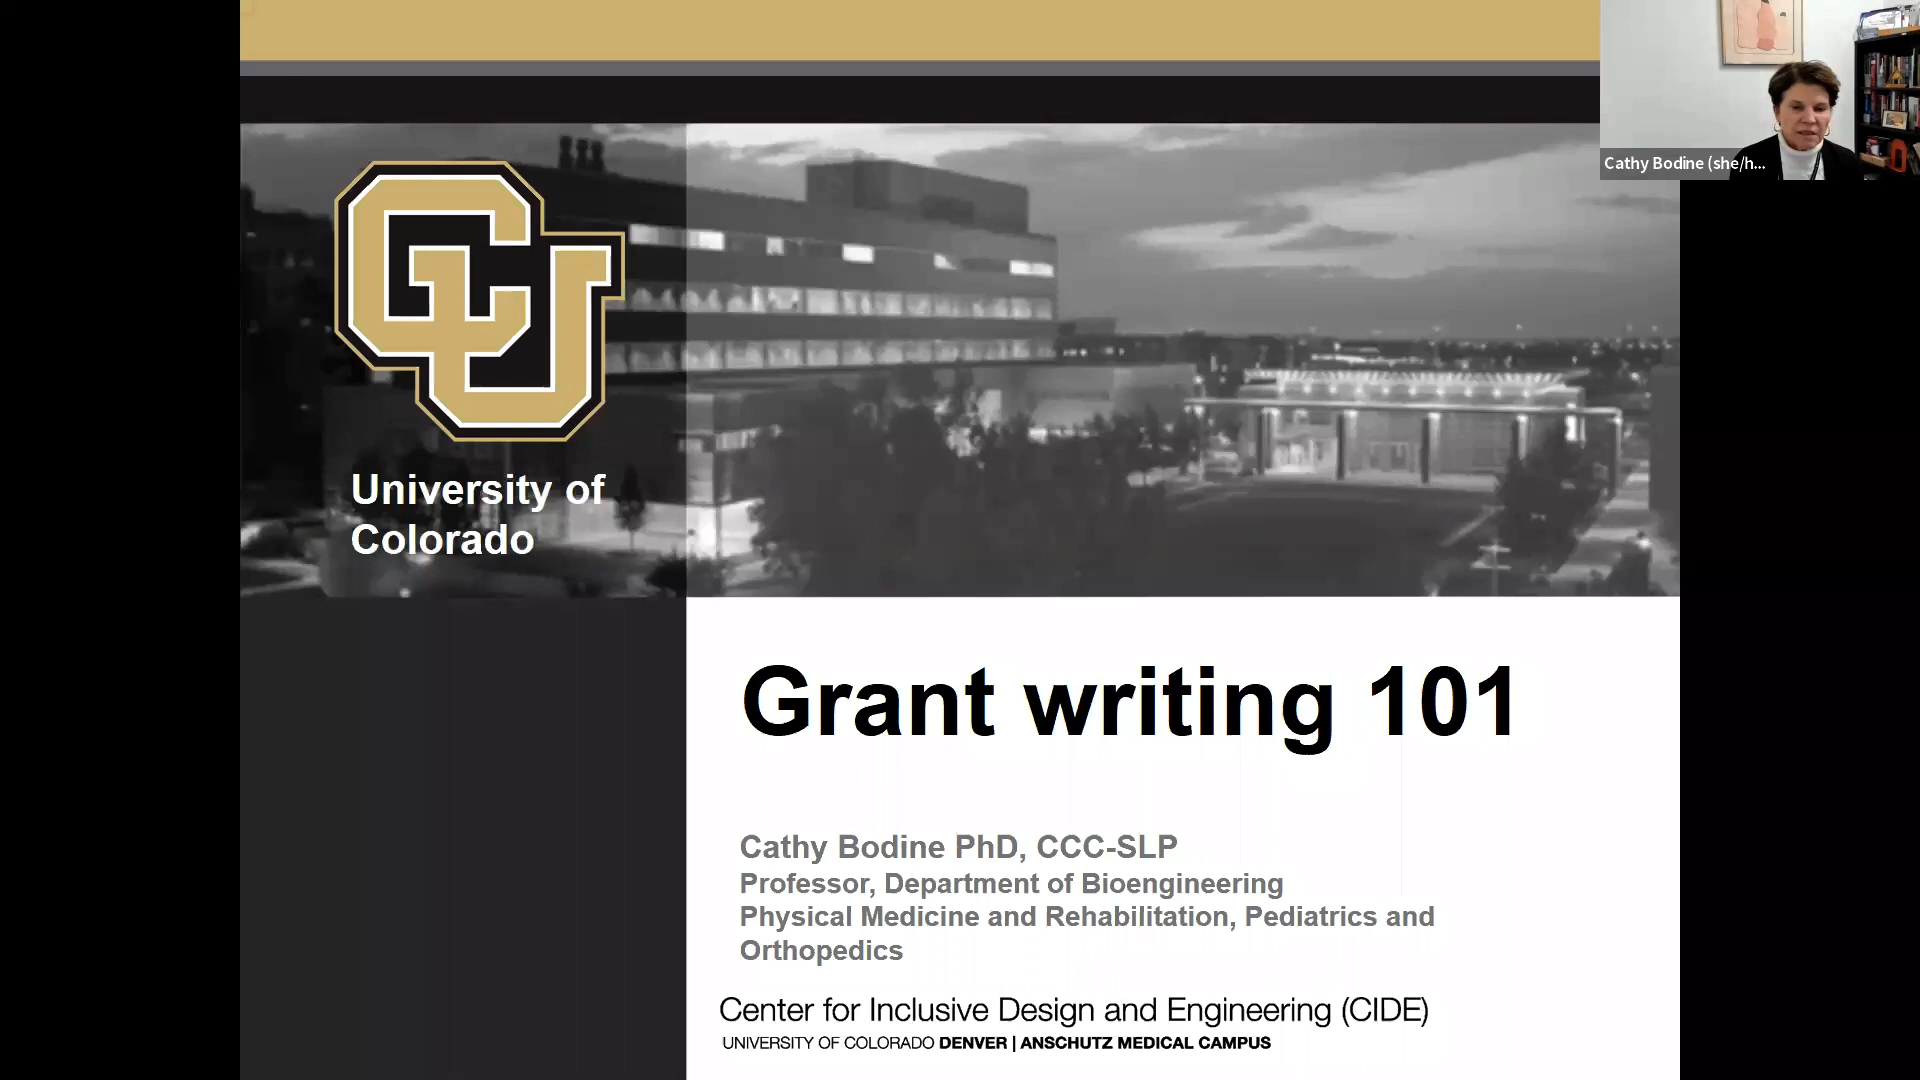 Cathy Bodine (she/h...
CU
University of
Colorado
Grant writing 101
Cathy Bodine PhD, CCC-SLP
Professor, Department of Bioengineering
Physical Medicine and Rehabilitation, Pediatrics and
Orthopedics
Center for Inclusive Design and Engineering (CIDE)
UNIVERSITY OF COLORADO DENVER | ANSCHUTZ MEDICAL CAMPUS